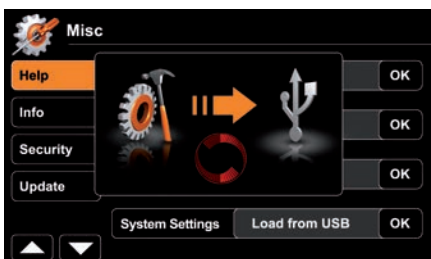 Misc
Help
OK
Info
OK
Security
OK
Update
System Settings Load from USB OK